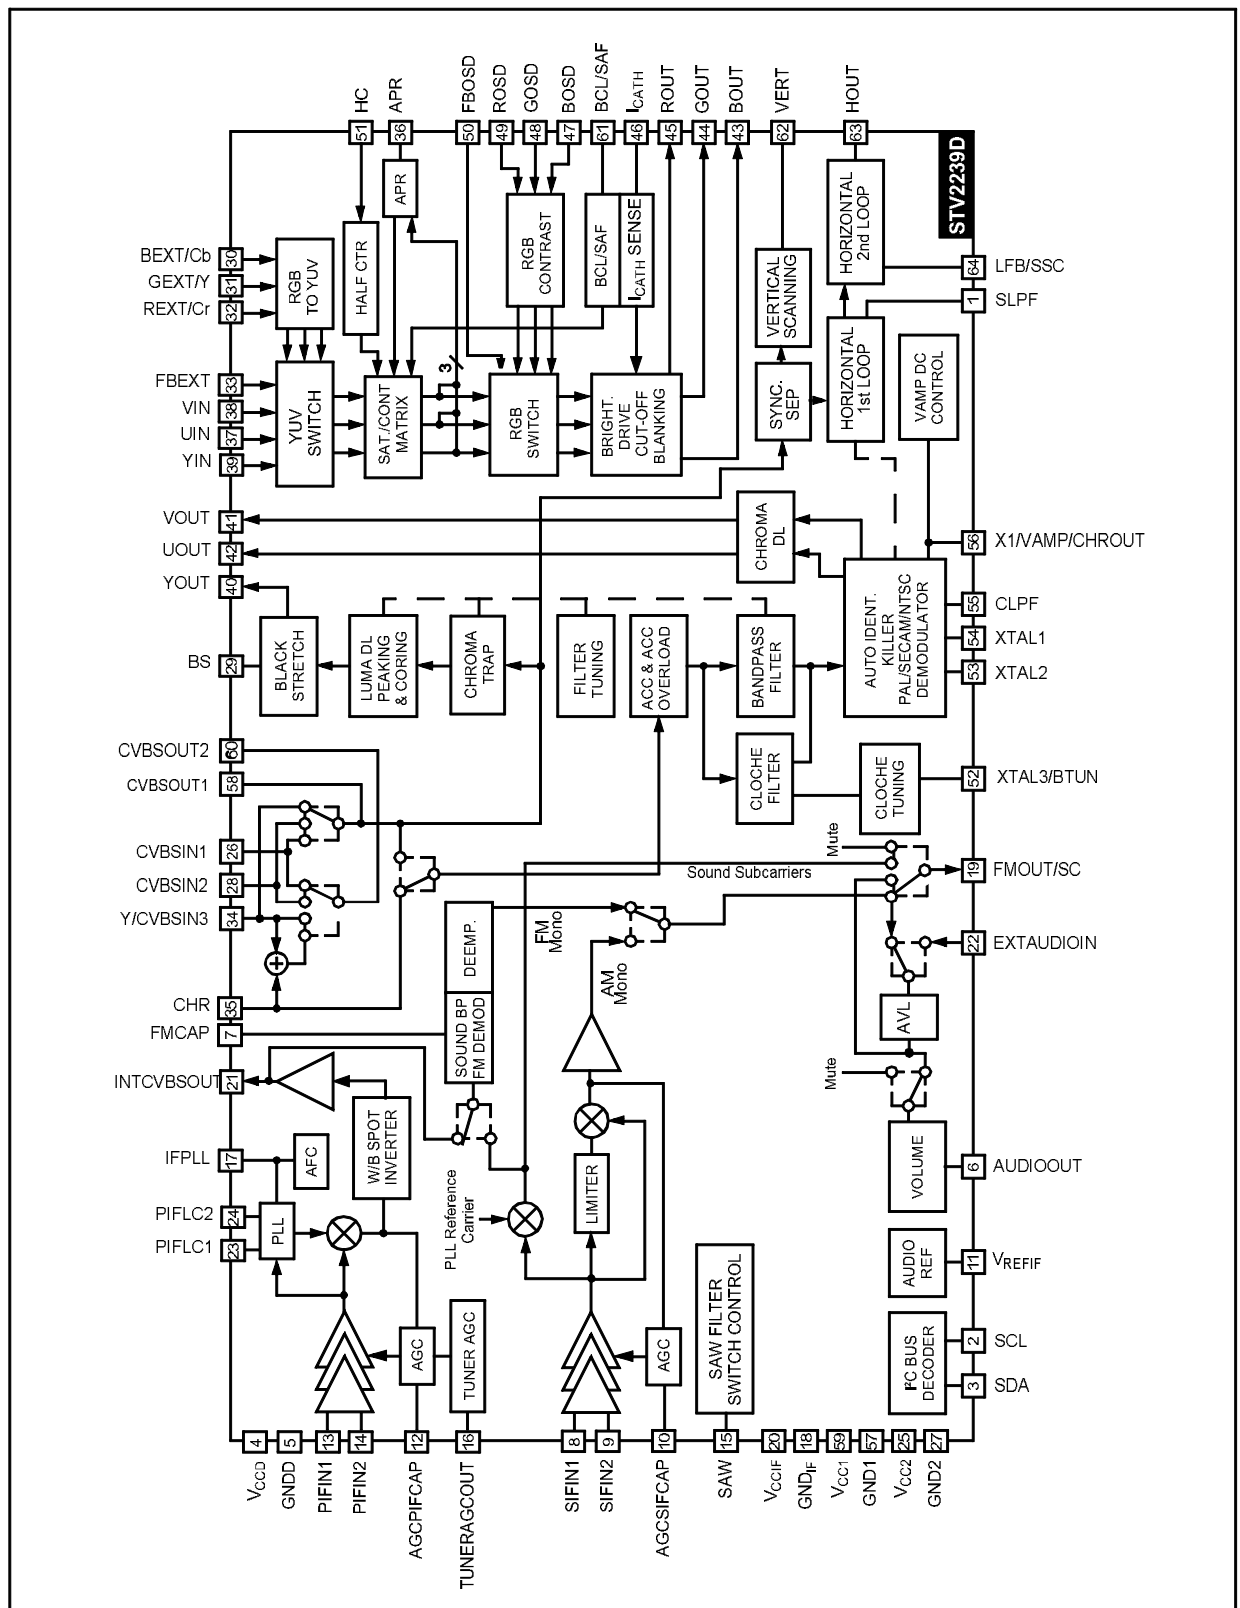 HC
APR
FBOSD
ROSD
GOSD
BOSD
BCL/SAF
ICATH
ROUT
GOUT
BOUT
VERT
HOUT
51
36
50
49
48
47
61
46
45
44
43
62
63
STV2239D
BEXT/Cb
30
GEXT/Y
31
REXT/Cr
32
RGB
TO YUV
HALF CTR
APR
RGB
CONTRAST
BCL/SAF
ICATH SENSE
VERTICAL
SCANNING
HORIZONTAL
2nd LOOP
64
LFB/SSC
1
SLPF
FBEXT
33
VIN
38
UIN
37
YIN
39
YUV
SWITCH
SAT./CONT
MATRIX
3
RGB
SWITCH
BRIGHT.
DRIVE
CUT-OFF
BLANKING
SYNC.
SEP
HORIZONTAL
1st LOOP
VAMP DC
CONTROL
VOUT
41
UOUT
42
YOUT
40
CHROMA
DL
56
X1/VAMP/CHROUT
55
CLPF
54
XTAL1
53
XTAL2
BS
29
BLACK
STRETCH
LUMA DL
PEAKING
& CORING
CHROMA
TRAP
FILTER
TUNING
ACC & ACC
OVERLOAD
BANDPASS
FILTER
AUTO IDENT.
KILLER
PAL/SECAM/NTSC
DEMODULATOR
CVBSOUT2
60
CVBSOUT1
58
CLOCHE
FILTER
CLOCHE
TUNING
52
XTAL3/BTUN
CVBSIN1
26
CVBSIN2
28
Y/CVBSIN3
34
Mute
Sound Subcarriers
19
FMOUT/SC
+
DEEMP.
FM
Mono
AM
Mono
22
EXTAUDIOIN
CHR
35
FMCAP
7
SOUND BP
FM DEMOD
AVL
INTCVBSOUT
21
Mute
W/B SPOT
INVERTER
IFPLL
17
AFC
LIMITER
VOLUME
6
AUDIOOUT
PIFLC2
24
PIFLC1
23
PLL
PLL Reference
Carrier
AUDIO
REF
11
VREFIF
AGC
TUNER AGC
AGC
SAW FILTER
SWITCH CONTROL
I²C BUS
DECODER
2
SCL
3
SDA
4
5
13
14
12
16
8
9
10
15
20
18
59
57
25
27
VCCD
GNDD
PIFIN1
PIFIN2
AGCPIFCAP
TUNERAGCOUT
SIFIN1
SIFIN2
AGCSIFCAP
SAW
VCCIF
GNDIF
VCC1
GND1
VCC2
GND2